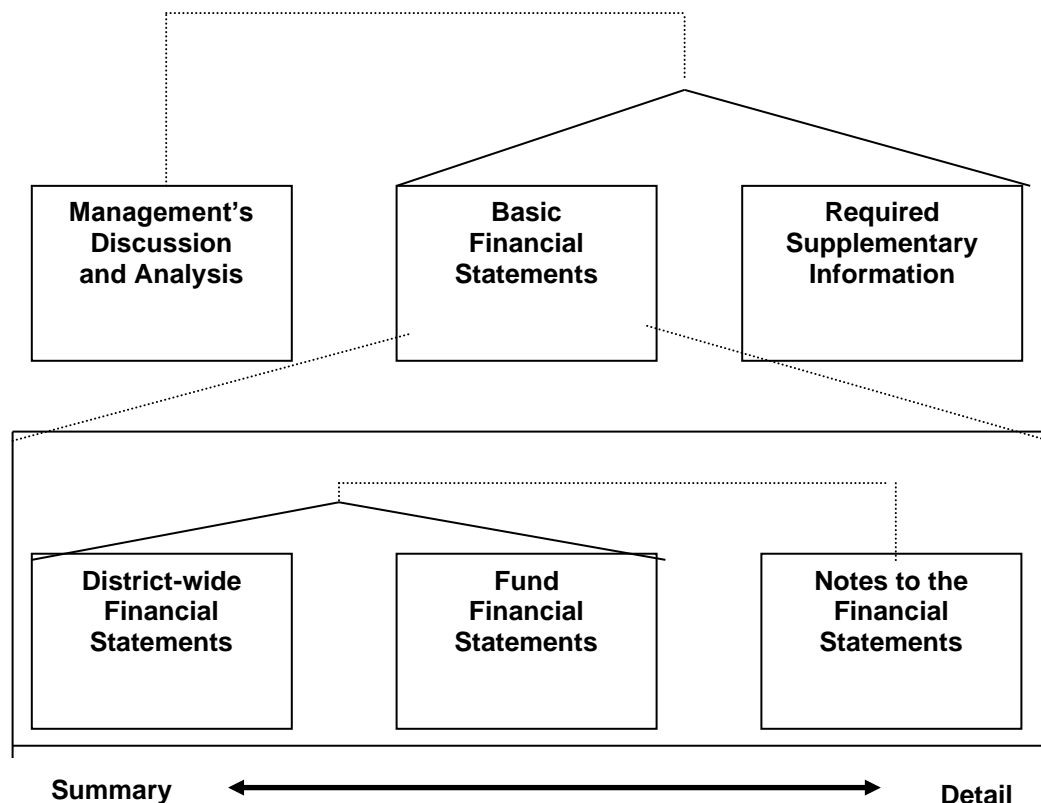 Management’s
Discussion
and Analysis
Basic
Financial
Statements
Required
Supplementary
Information
District-wide
Financial
Statements
Fund
Financial
Statements
Notes to the
Financial
Statements
Summary
Detail